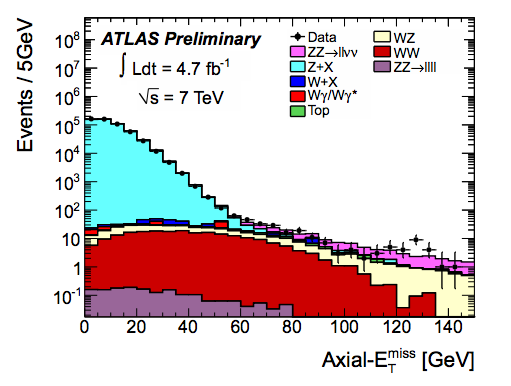 ATLAS Preliminary
∫ Ldt = 4.7 fb⁻¹
√s = 7 TeV
Data
ZZ→llνν
Z+X
W+X
Wγ/Wγ*
Top
WZ
WW
ZZ→llll
Events / 5GeV
10⁸
10⁷
10⁶
10⁵
10⁴
10³
10²
10
1
10⁻¹
0 20 40 60 80 100 120 140
Axial-E_T^miss [GeV]